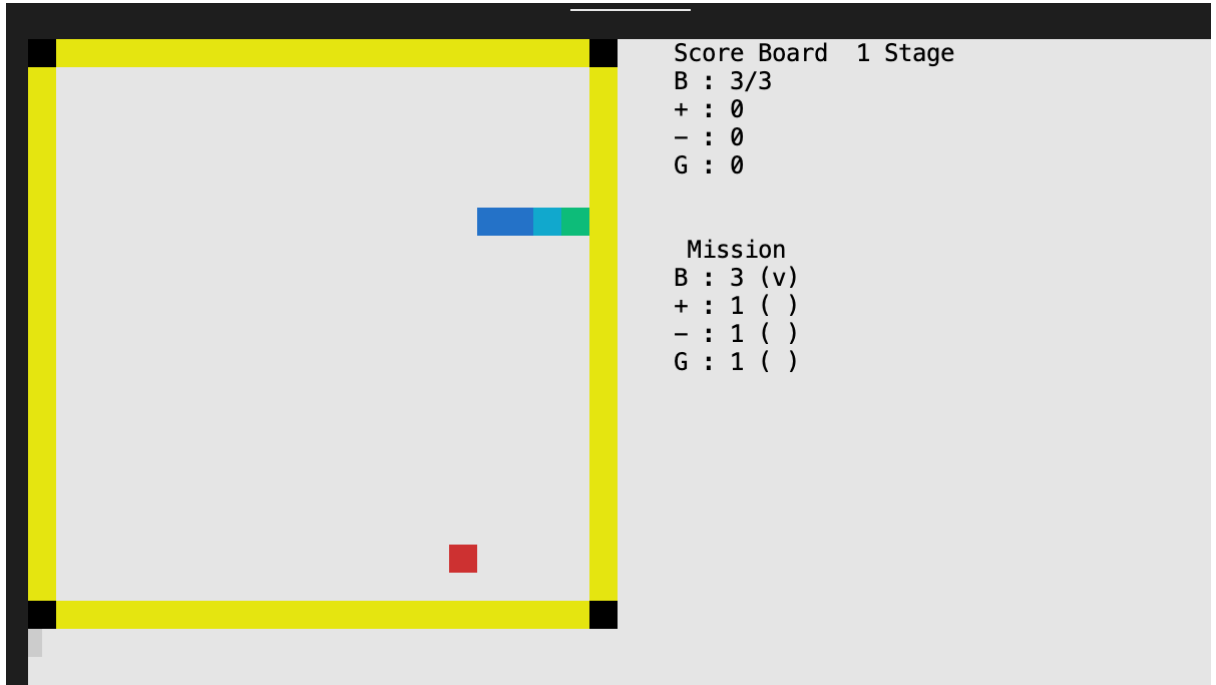 Score Board  1 Stage
B : 3/3
+ : 0
- : 0
G : 0
Mission
B : 3 (v)
+ : 1 ( )
- : 1 ( )
G : 1 ( )